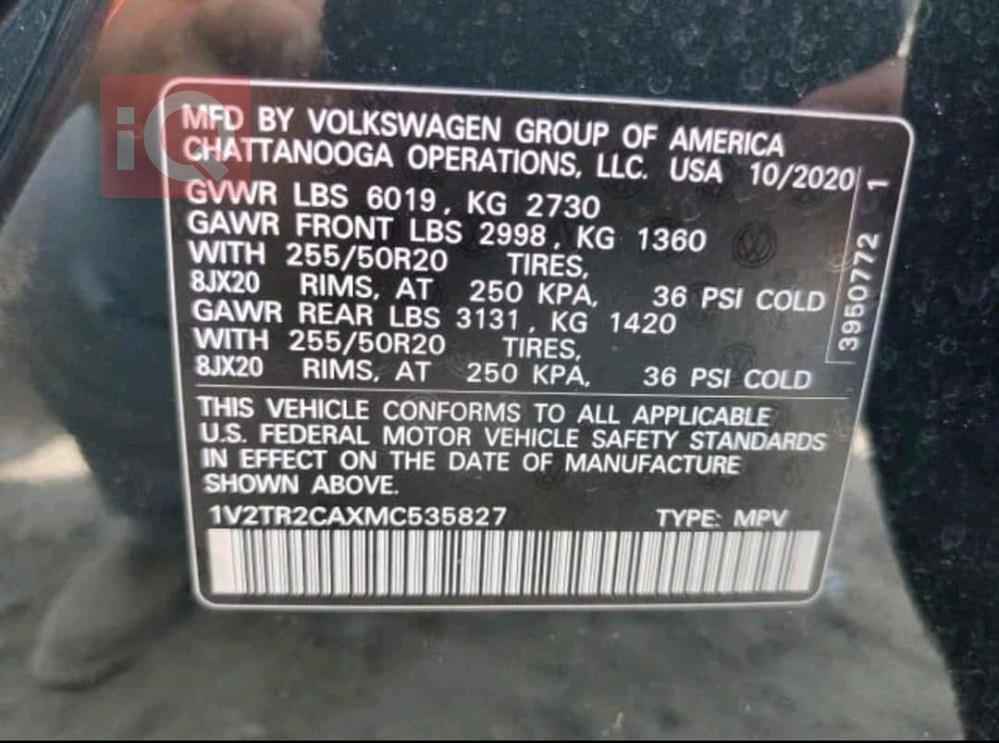 iQ
MFD BY VOLKSWAGEN GROUP OF AMERICA
CHATTANOOGA OPERATIONS, LLC. USA 10/2020
GVWR LBS 6019, KG 2730
GAWR FRONT LBS 2998, KG 1360
WITH 255/50R20 TIRES,
8JX20 RIMS, AT 250 KPA, 36 PSI COLD
GAWR REAR LBS 3131, KG 1420
WITH 255/50R20 TIRES,
8JX20 RIMS, AT 250 KPA, 36 PSI COLD
3950772 1
THIS VEHICLE CONFORMS TO ALL APPLICABLE
U.S. FEDERAL MOTOR VEHICLE SAFETY STANDARDS
IN EFFECT ON THE DATE OF MANUFACTURE
SHOWN ABOVE.
1V2TR2CAXMC535827 TYPE: MPV